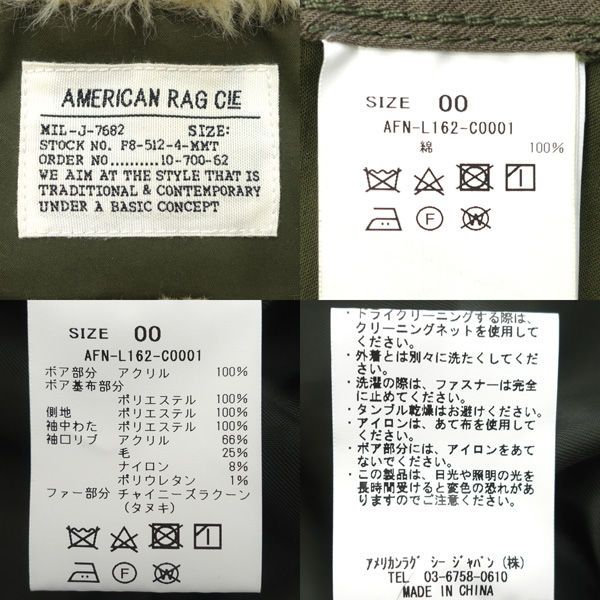 AMERICAN RAG CIE
MIL-J-7682 SIZE:
STOCK NO. F8-512-4-MMT
ORDER NO..........10-700-62
WE AIM AT THE STYLE THAT IS
TRADITIONAL & CONTEMPORARY
UNDER A BASIC CONCEPT
SIZE 00
AFN-L162-C0001
綿 100%
F W
SIZE 00
AFN-L162-C0001
ボア部分 アクリル 100%
ボア基布部分
ポリエステル 100%
側地 ポリエステル 100%
袖中わた ポリエステル 100%
袖口リブ アクリル 66%
毛 25%
ナイロン 8%
ポリウレタン 1%
ファー部分 チャイニーズラクーン
(タヌキ)
F W
・ドライクリーニングする際は、
クリーニングネットを使用して
ください。
・外着とは別々に洗たくしてくだ
さい。
・洗濯の際は、ファスナーは完全
に止めてください。
・タンブル乾燥はお避けください。
・アイロンは、あて布を使用して
ください。
・ボア部分には、アイロンをあて
ないでください。
・この製品は、日光や照明の光を
長時間受けると変色の恐れがあ
りますのでご注意ください。
アメリカンラグ シー ジャパン (株)
TEL 03-6758-0610
MADE IN CHINA